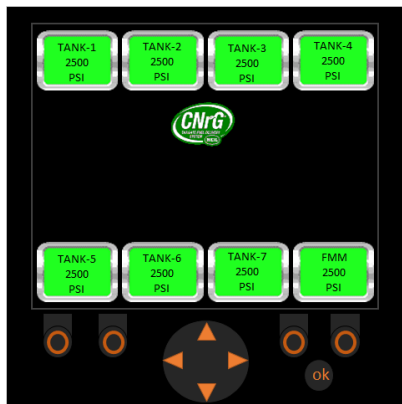 TANK-1
2500
PSI
TANK-2
2500
PSI
TANK-3
2500
PSI
TANK-4
2500
PSI
CNrG
TANK-5
2500
PSI
TANK-6
2500
PSI
TANK-7
2500
PSI
FMM
2500
PSI
ok